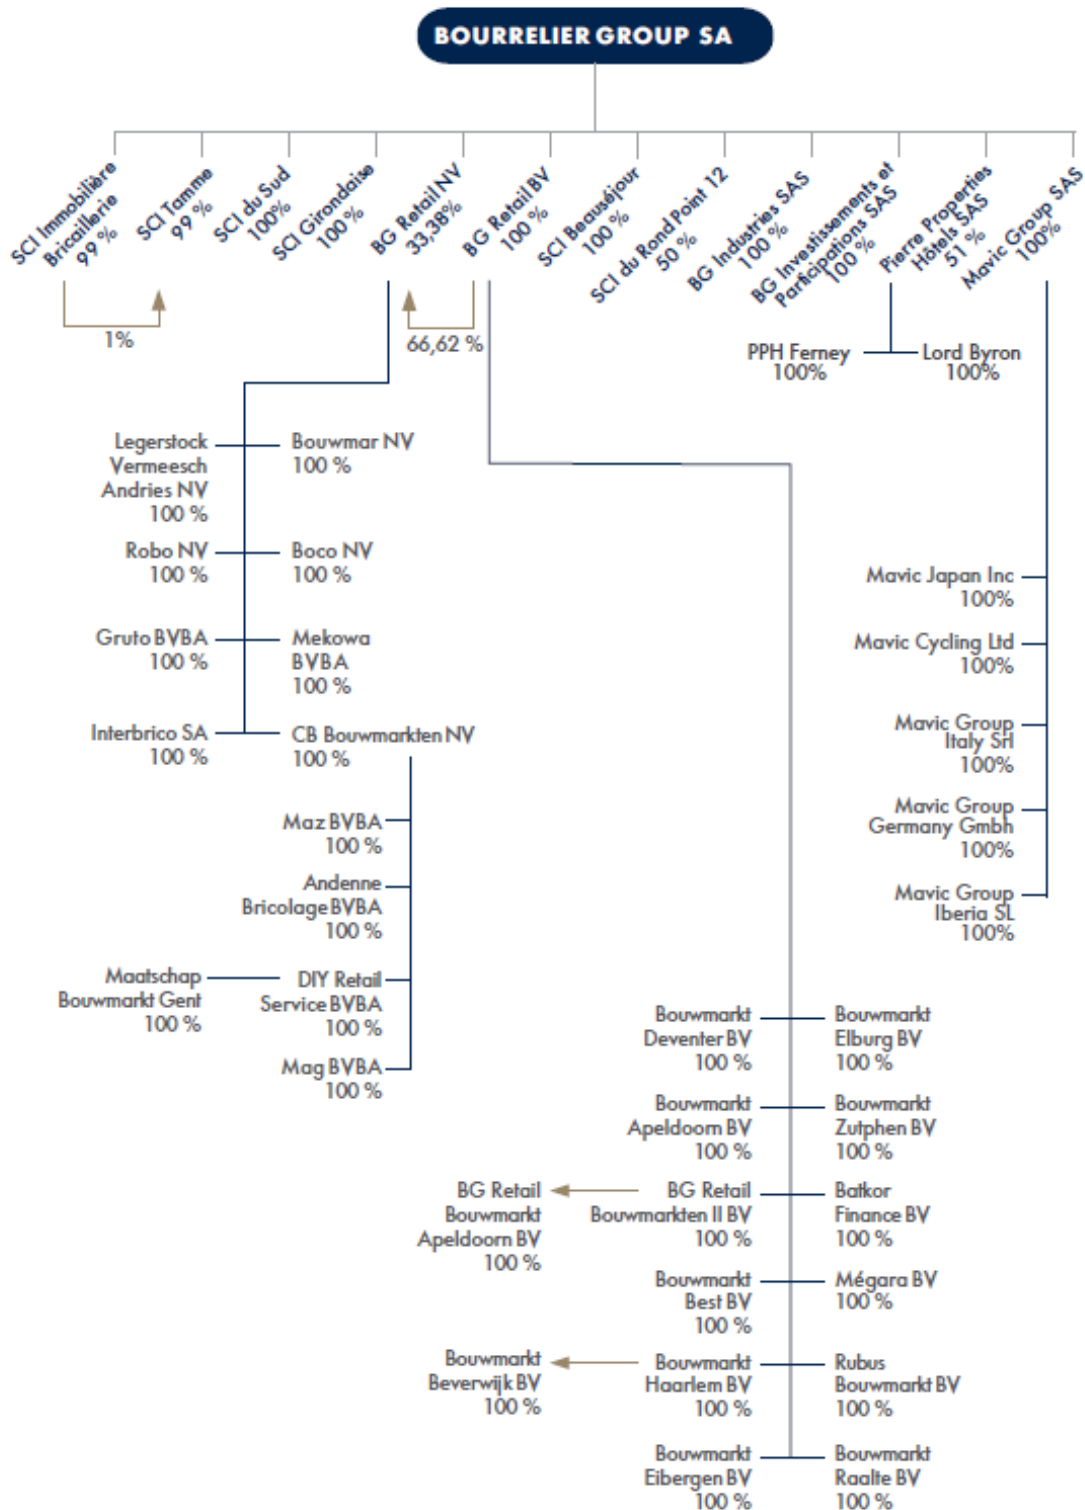 BOURRELIER GROUP SA
SCI Immobilière
Bricaillerie
99 %
SCI Tamme
99 %
SCI du Sud
100%
SCI Girondaise
100%
BG Retail NV
33,38%
BG Retail BV
100 %
SCI Beauséjour
100 %
SCI du Rond Point 12
50 %
BG Industries SAS
100 %
BG Investissements et
Participations SAS
100 %
Pierre Properties
Hôtels SAS
51 %
Mavic Group SAS
100%
1%
66,62 %
PPH Ferney
100%
Lord Byron
100%
Legerstock
Vermeesch
Andries NV
100 %
Bouwmar NV
100 %
Robo NV
100 %
Boco NV
100 %
Gruto BVBA
100 %
Mekowa
BVBA
100 %
Interbrico SA
100 %
CB Bouwmarkten NV
100 %
Maz BVBA
100 %
Andenne
Bricolage BVBA
100 %
Maatschap
Bouwmarkt Gent
100 %
DIY Retail
Service BVBA
100 %
Mag BVBA
100 %
Mavic Japan Inc
100%
Mavic Cycling Ltd
100%
Mavic Group
Italy Srl
100%
Mavic Group
Germany Gmbh
100%
Mavic Group
Iberia SL
100%
Bouwmarkt
Deventer BV
100 %
Bouwmarkt
Elburg BV
100 %
Bouwmarkt
Apeldoorn BV
100 %
Bouwmarkt
Zutphen BV
100 %
BG Retail
Bouwmarkt
Apeldoorn BV
100 %
BG Retail
Bouwmarkten II BV
100 %
Batkor
Finance BV
100 %
Bouwmarkt
Best BV
100 %
Mégara BV
100 %
Bouwmarkt
Beverwijk BV
100 %
Bouwmarkt
Haarlem BV
100 %
Rubus
Bouwmarkt BV
100 %
Bouwmarkt
Eibergen BV
100 %
Bouwmarkt
Raalte BV
100 %